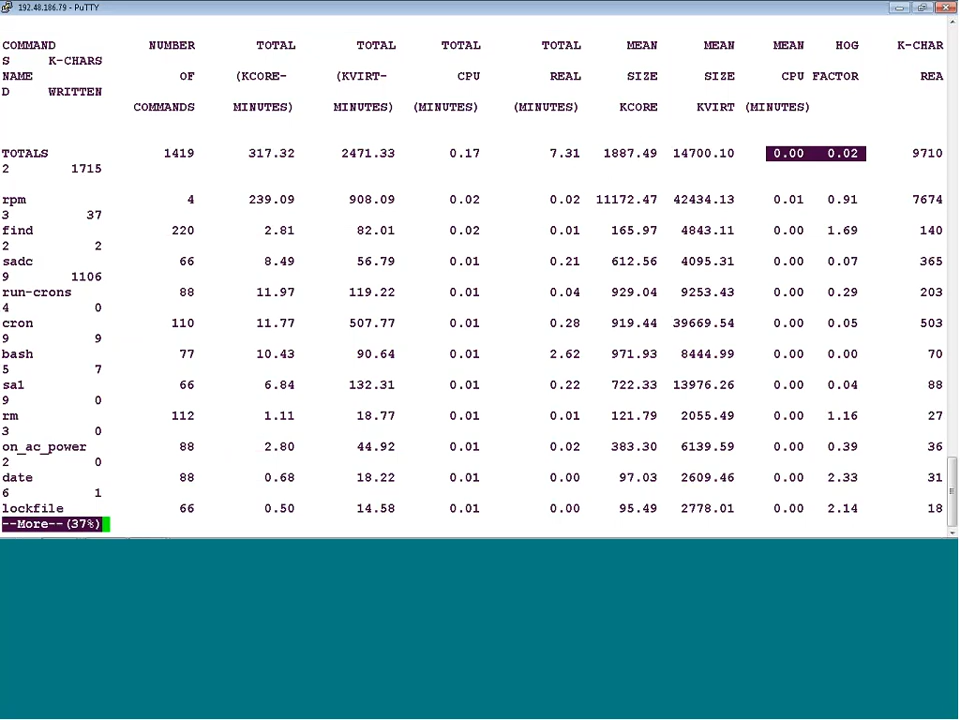 192.48.186.79 - PuTTY
COMMAND NUMBER TOTAL TOTAL TOTAL TOTAL MEAN MEAN MEAN HOG K-CHAR
S K-CHARS
NAME OF (KCORE- (KVIRT- CPU REAL SIZE SIZE CPU FACTOR REA
D WRITTEN
COMMANDS MINUTES) MINUTES) (MINUTES) (MINUTES) KCORE KVIRT (MINUTES)
TOTALS 1419 317.32 2471.33 0.17 7.31 1887.49 14700.10 0.00 0.02 9710
2 1715
rpm 4 239.09 908.09 0.02 0.02 11172.47 42434.13 0.01 0.91 7674
3 37
find 220 2.81 82.01 0.02 0.01 165.97 4843.11 0.00 1.69 140
2 2
sadc 66 8.49 56.79 0.01 0.21 612.56 4095.31 0.00 0.07 365
9 1106
run-crons 88 11.97 119.22 0.01 0.04 929.04 9253.43 0.00 0.29 203
4 0
cron 110 11.77 507.77 0.01 0.28 919.44 39669.54 0.00 0.05 503
9 9
bash 77 10.43 90.64 0.01 2.62 971.93 8444.99 0.00 0.00 70
5 7
sa1 66 6.84 132.31 0.01 0.22 722.33 13976.26 0.00 0.04 88
9 0
rm 112 1.11 18.77 0.01 0.01 121.79 2055.49 0.00 1.16 27
3 0
on_ac_power 88 2.80 44.92 0.01 0.02 383.30 6139.59 0.00 0.39 36
2 0
date 88 0.68 18.22 0.01 0.00 97.03 2609.46 0.00 2.33 31
6 1
lockfile 66 0.50 14.58 0.01 0.00 95.49 2778.01 0.00 2.14 18
--More--(37%)